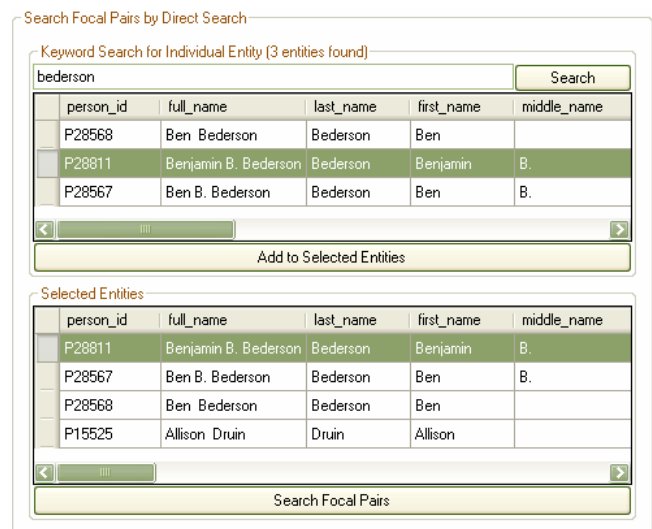 Search Focal Pairs by Direct Search
Keyword Search for Individual Entity (3 entities found)
bederson Search
person_id full_name last_name first_name middle_name
P28568 Ben Bederson Bederson Ben
P28811 Benjamin B. Bederson Bederson Benjamin B.
P28567 Ben B. Bederson Bederson Ben B.
Add to Selected Entities
Selected Entities
person_id full_name last_name first_name middle_name
P28811 Benjamin B. Bederson Bederson Benjamin B.
P28567 Ben B. Bederson Bederson Ben B.
P28568 Ben Bederson Bederson Ben
P15525 Allison Druin Druin Allison
Search Focal Pairs